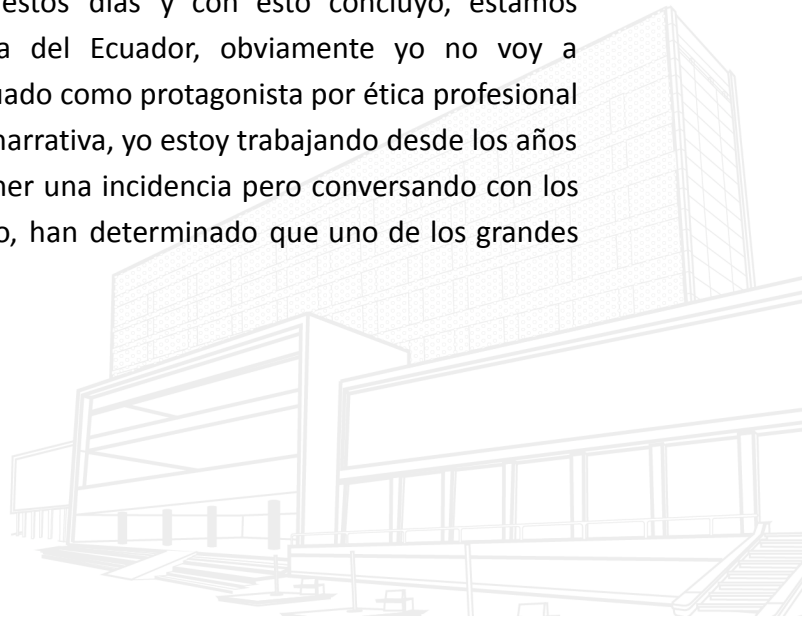 estos días y con esto concluyo, estamos
a del Ecuador, obviamente yo no voy a
uado como protagonista por ética profesional
narrativa, yo estoy trabajando desde los años
ner una incidencia pero conversando con los
o, han determinado que uno de los grandes